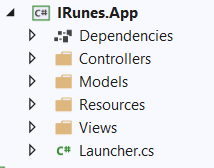 C# IRunes.App
Dependencies
Controllers
Models
Resources
Views
C# Launcher.cs